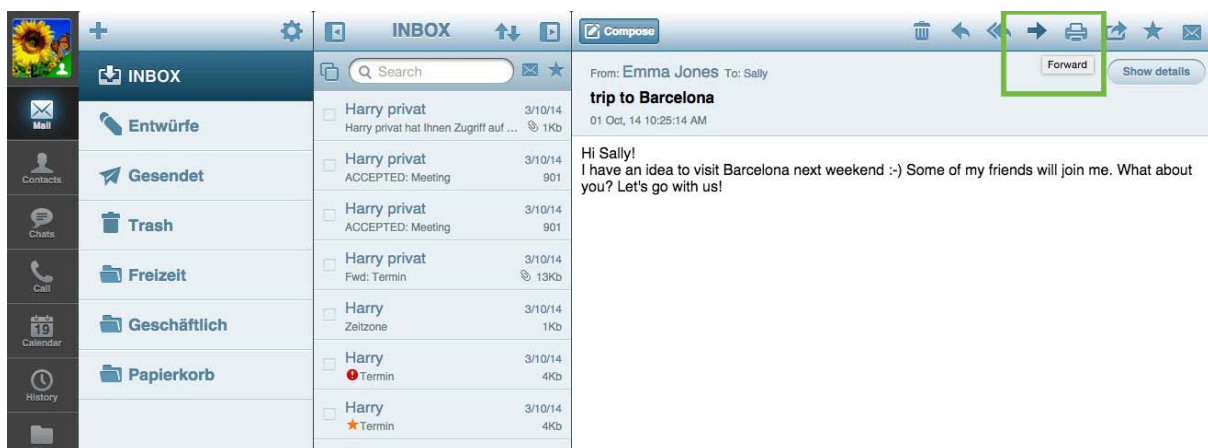 Mail
Contacts
Chats
Call
19
Calendar
History
INBOX
Entwürfe
Gesendet
Trash
Freizeit
Geschäftlich
Papierkorb
INBOX
Search
Harry privat 3/10/14
Harry privat hat Ihnen Zugriff auf ... 1Kb
Harry privat 3/10/14
ACCEPTED: Meeting 901
Harry privat 3/10/14
ACCEPTED: Meeting 901
Harry privat 3/10/14
Fwd: Termin 13Kb
Harry 3/10/14
Zeitzone 1Kb
Harry 3/10/14
Termin 4Kb
Harry 3/10/14
Termin 4Kb
Compose
Forward
From: Emma Jones To: Sally
Show details
trip to Barcelona
01 Oct, 14 10:25:14 AM
Hi Sally!
I have an idea to visit Barcelona next weekend :-) Some of my friends will join me. What about
you? Let's go with us!